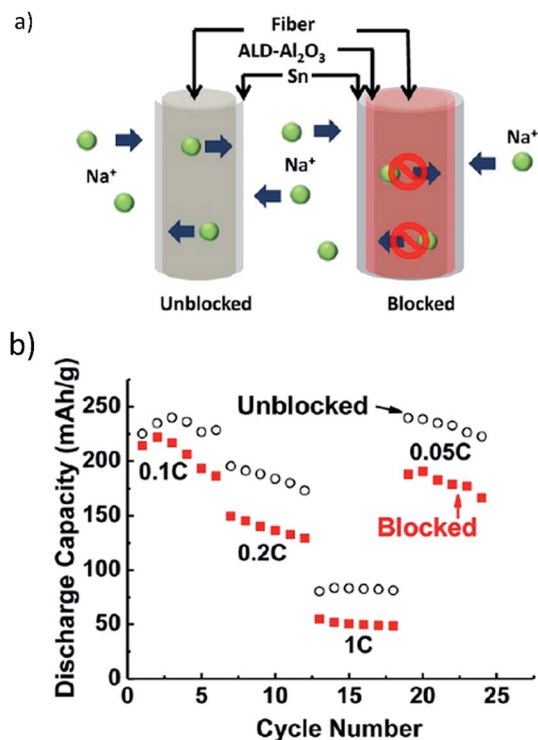 a)
Fiber
ALD-Al₂O₃
Sn
Na⁺
Na⁺
Na⁺
Unblocked
Blocked
b)
Discharge Capacity (mAh/g)
250
200
150
100
50
0
Unblocked
0.1C
0.05C
0.2C
Blocked
1C
0 5 10 15 20 25
Cycle Number